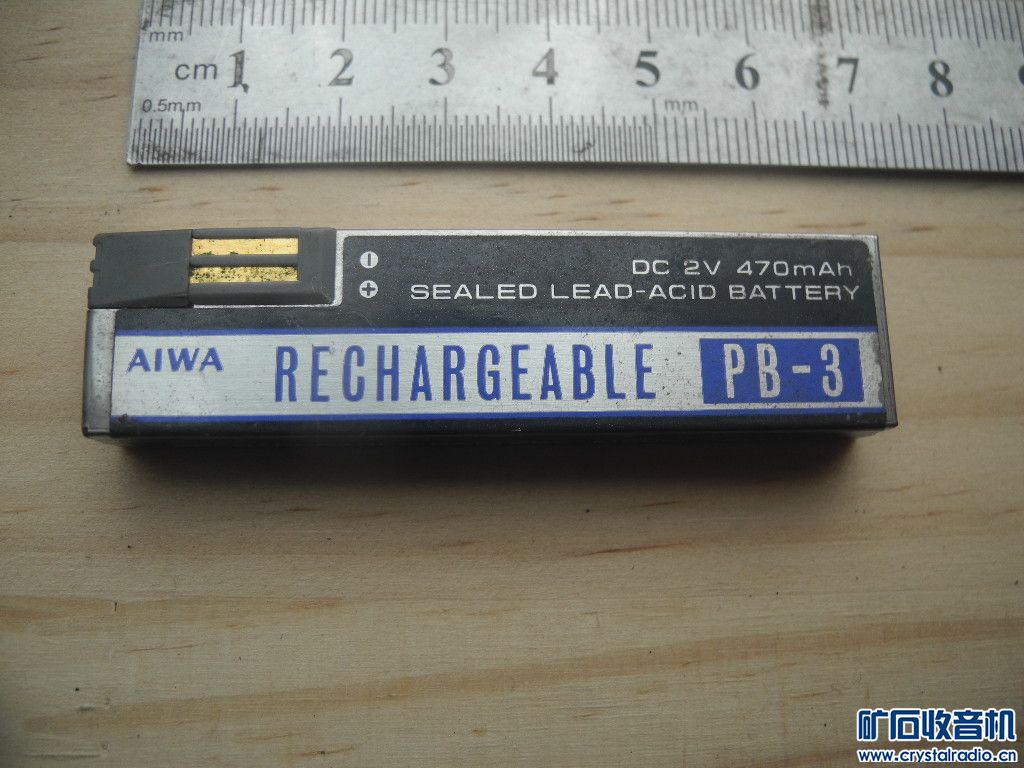 mm
cm 1 2 3 4 5 6 7 8
0.5mm mm
DC 2V 470mAh
SEALED LEAD-ACID BATTERY
AIWA RECHARGEABLE PB-3
矿石收音机
www.crystalradio.cn